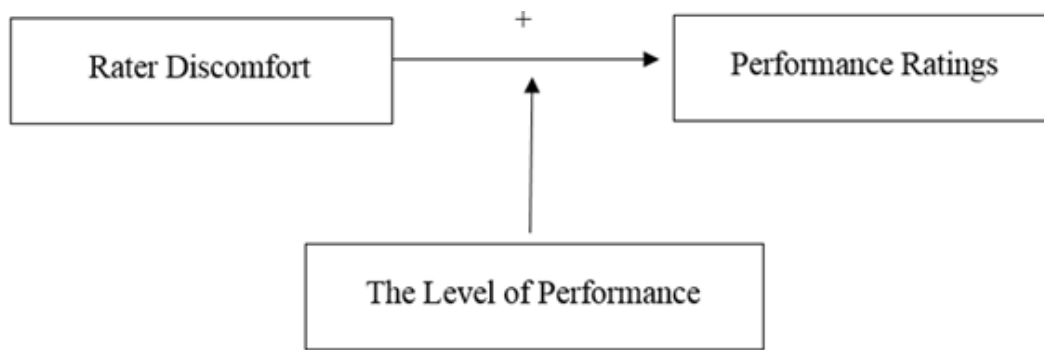 +
Rater Discomfort
Performance Ratings
The Level of Performance